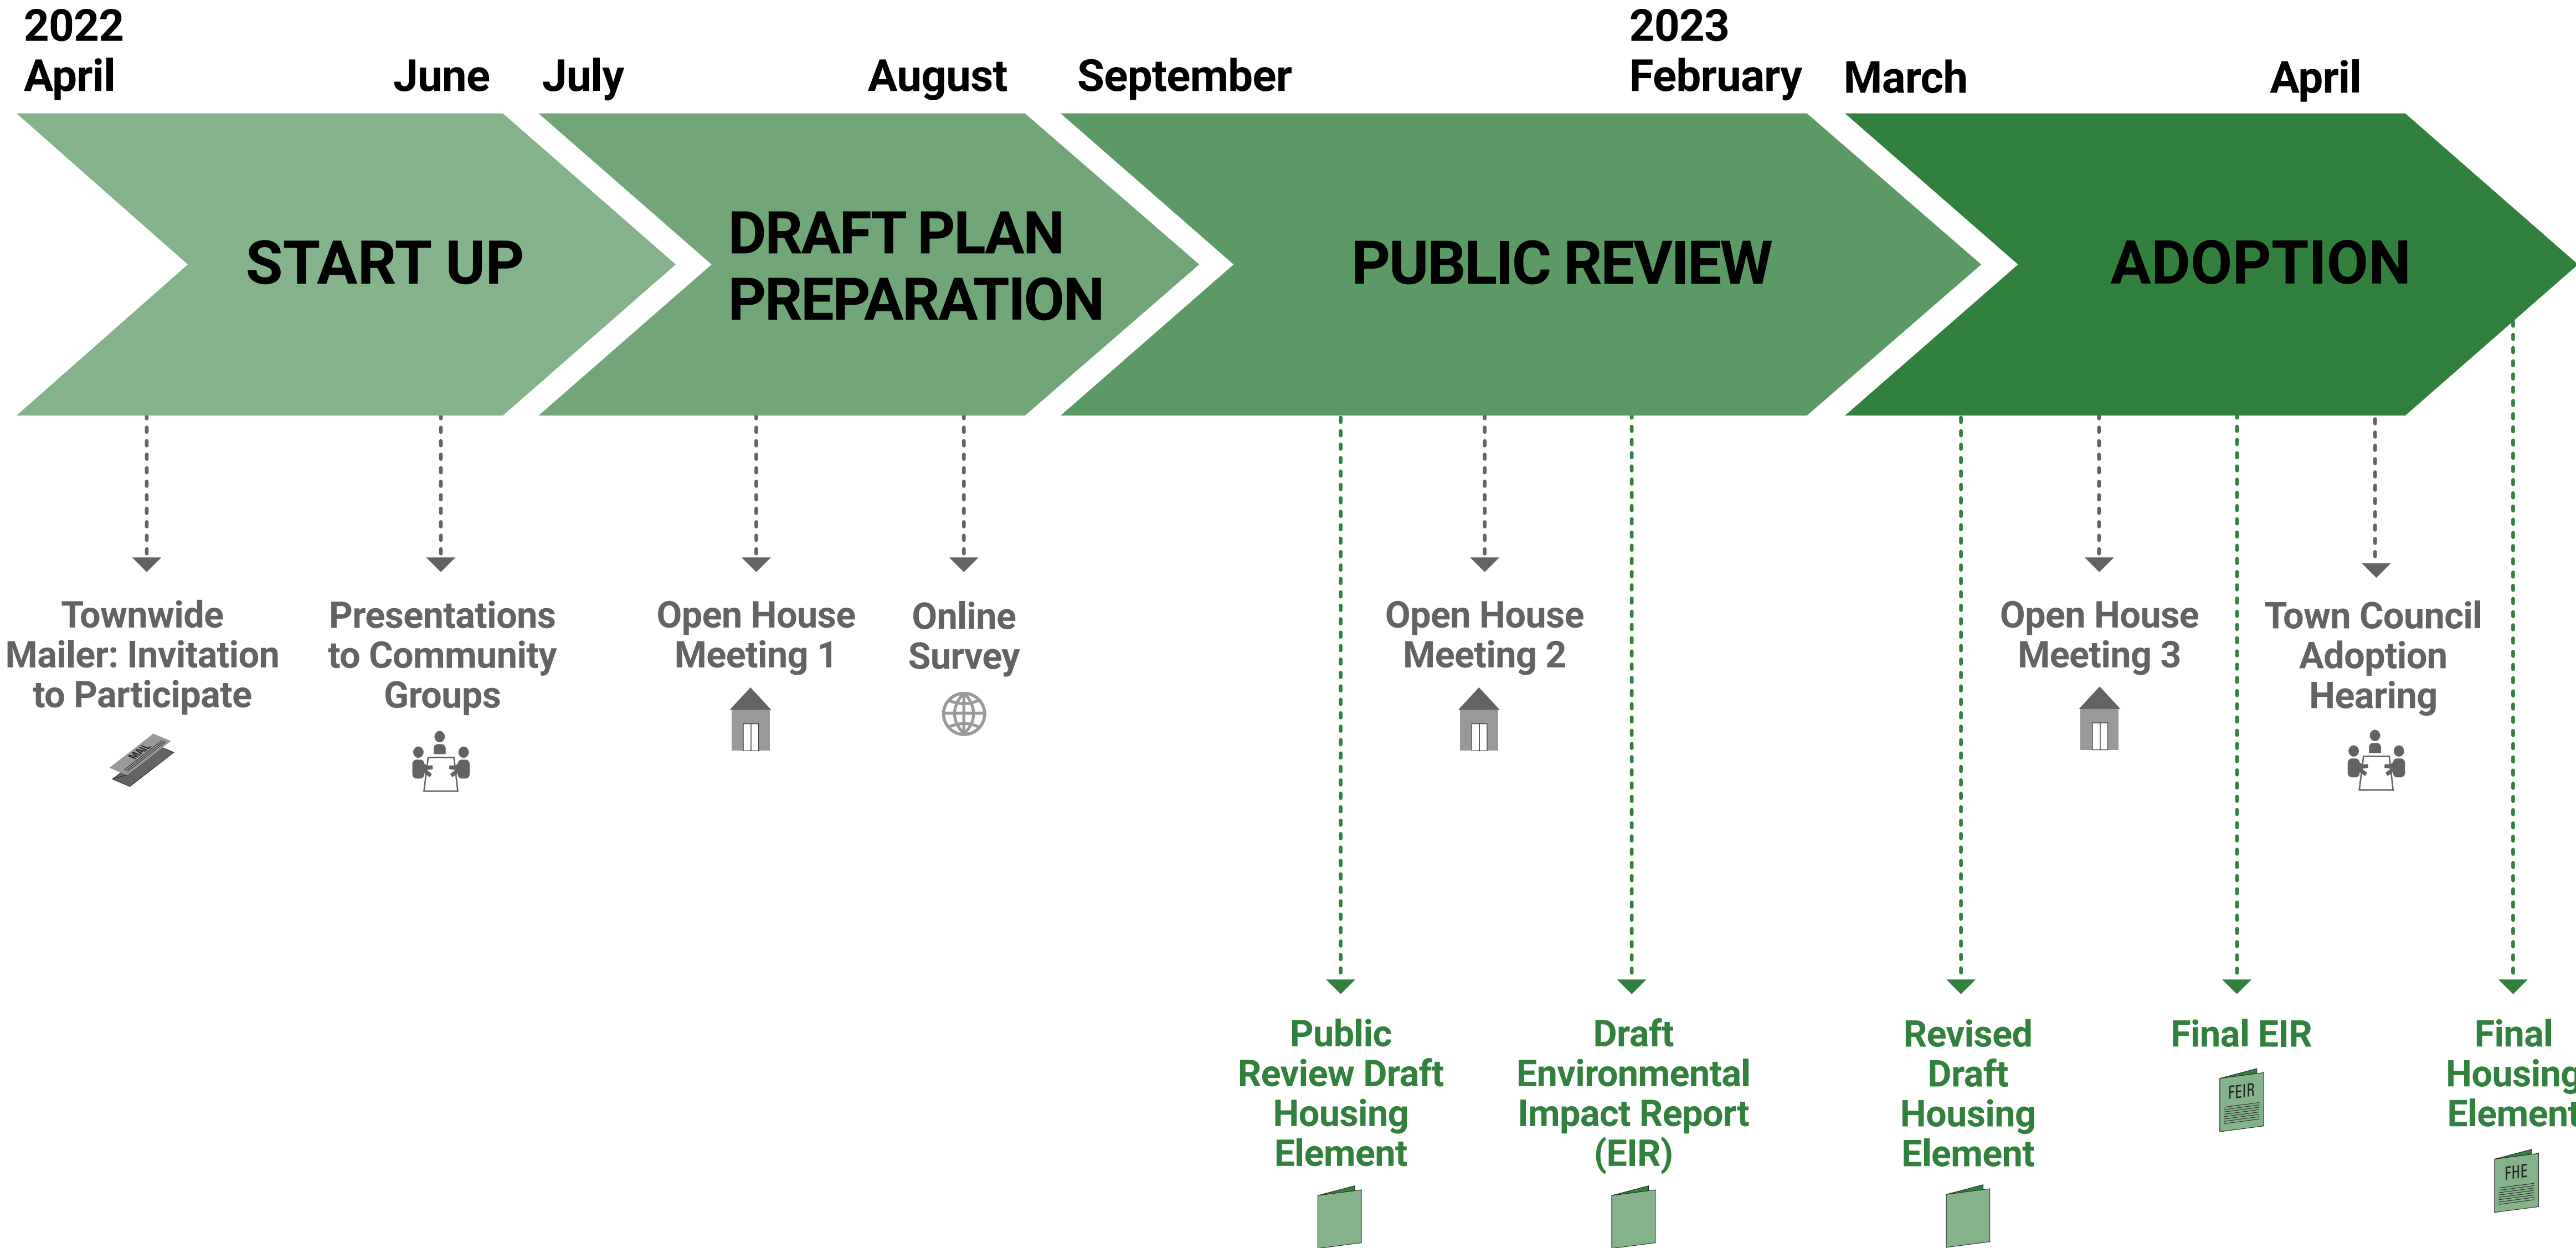 2022
April
June
July
August
September
2023
February
March
April
START UP
DRAFT PLAN
PREPARATION
PUBLIC REVIEW
ADOPTION
Townwide
Mailer: Invitation
to Participate
MAIL
Presentations
to Community
Groups
Open House
Meeting 1
Online
Survey
Open House
Meeting 2
Open House
Meeting 3
Town Council
Adoption
Hearing
Public
Review Draft
Housing
Element
Draft
Environmental
Impact Report
(EIR)
Revised
Draft
Housing
Element
Final EIR
FEIR
Final
Housing
Element
FHE